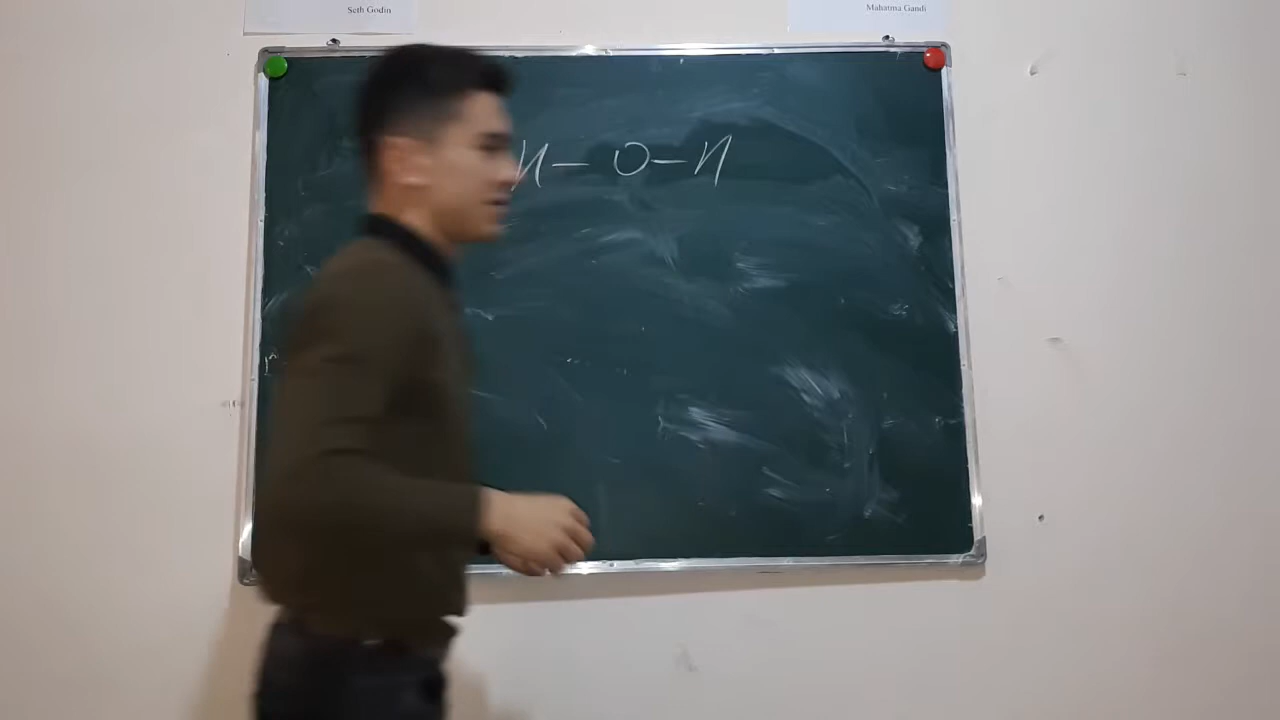 Seth Godin
Mahatma Gandi
И — О — И